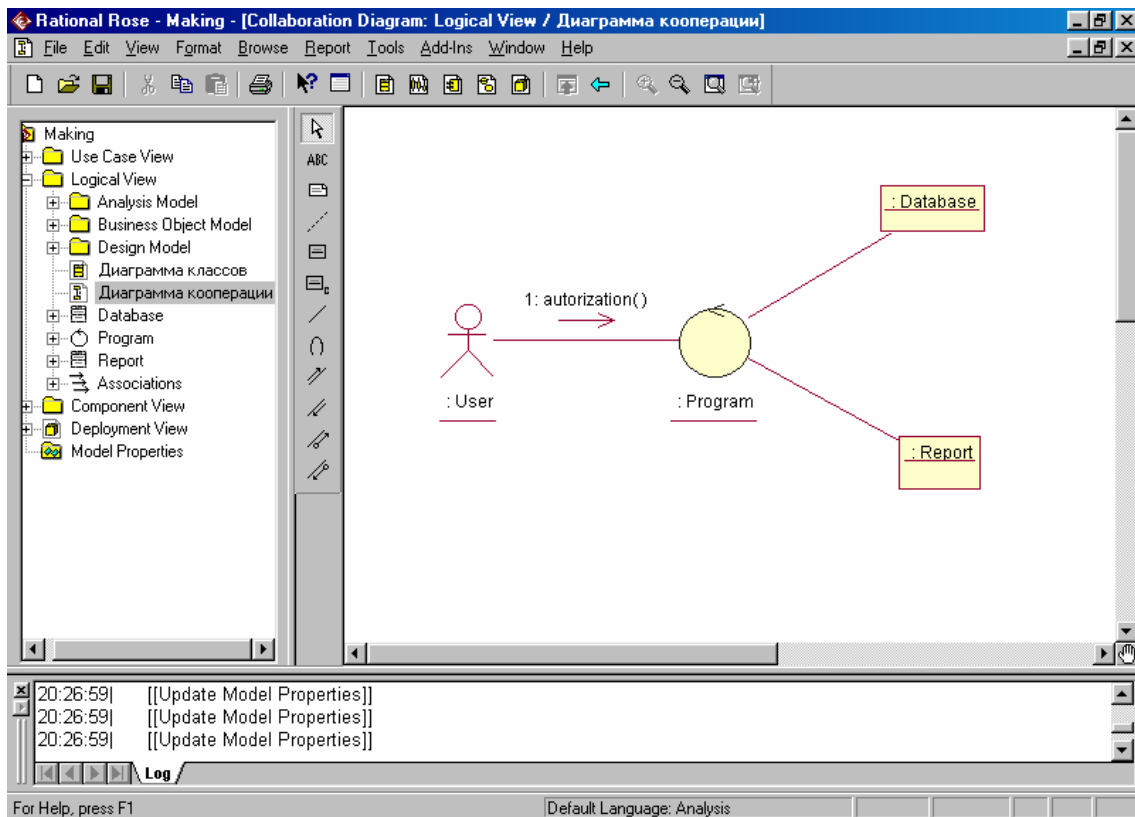 Rational Rose - Making - [Collaboration Diagram: Logical View / Диаграмма кооперации]
File Edit View Format Browse Report Tools Add-Ins Window Help
Making
Use Case View
Logical View
Analysis Model
Business Object Model
Design Model
Диаграмма классов
Диаграмма кооперации
Database
Program
Report
Associations
Component View
Deployment View
Model Properties
ABC
: Database
1: autorization()
: User
: Program
: Report
20:26:59| [[Update Model Properties]]
20:26:59| [[Update Model Properties]]
20:26:59| [[Update Model Properties]]
Log
For Help, press F1
Default Language: Analysis